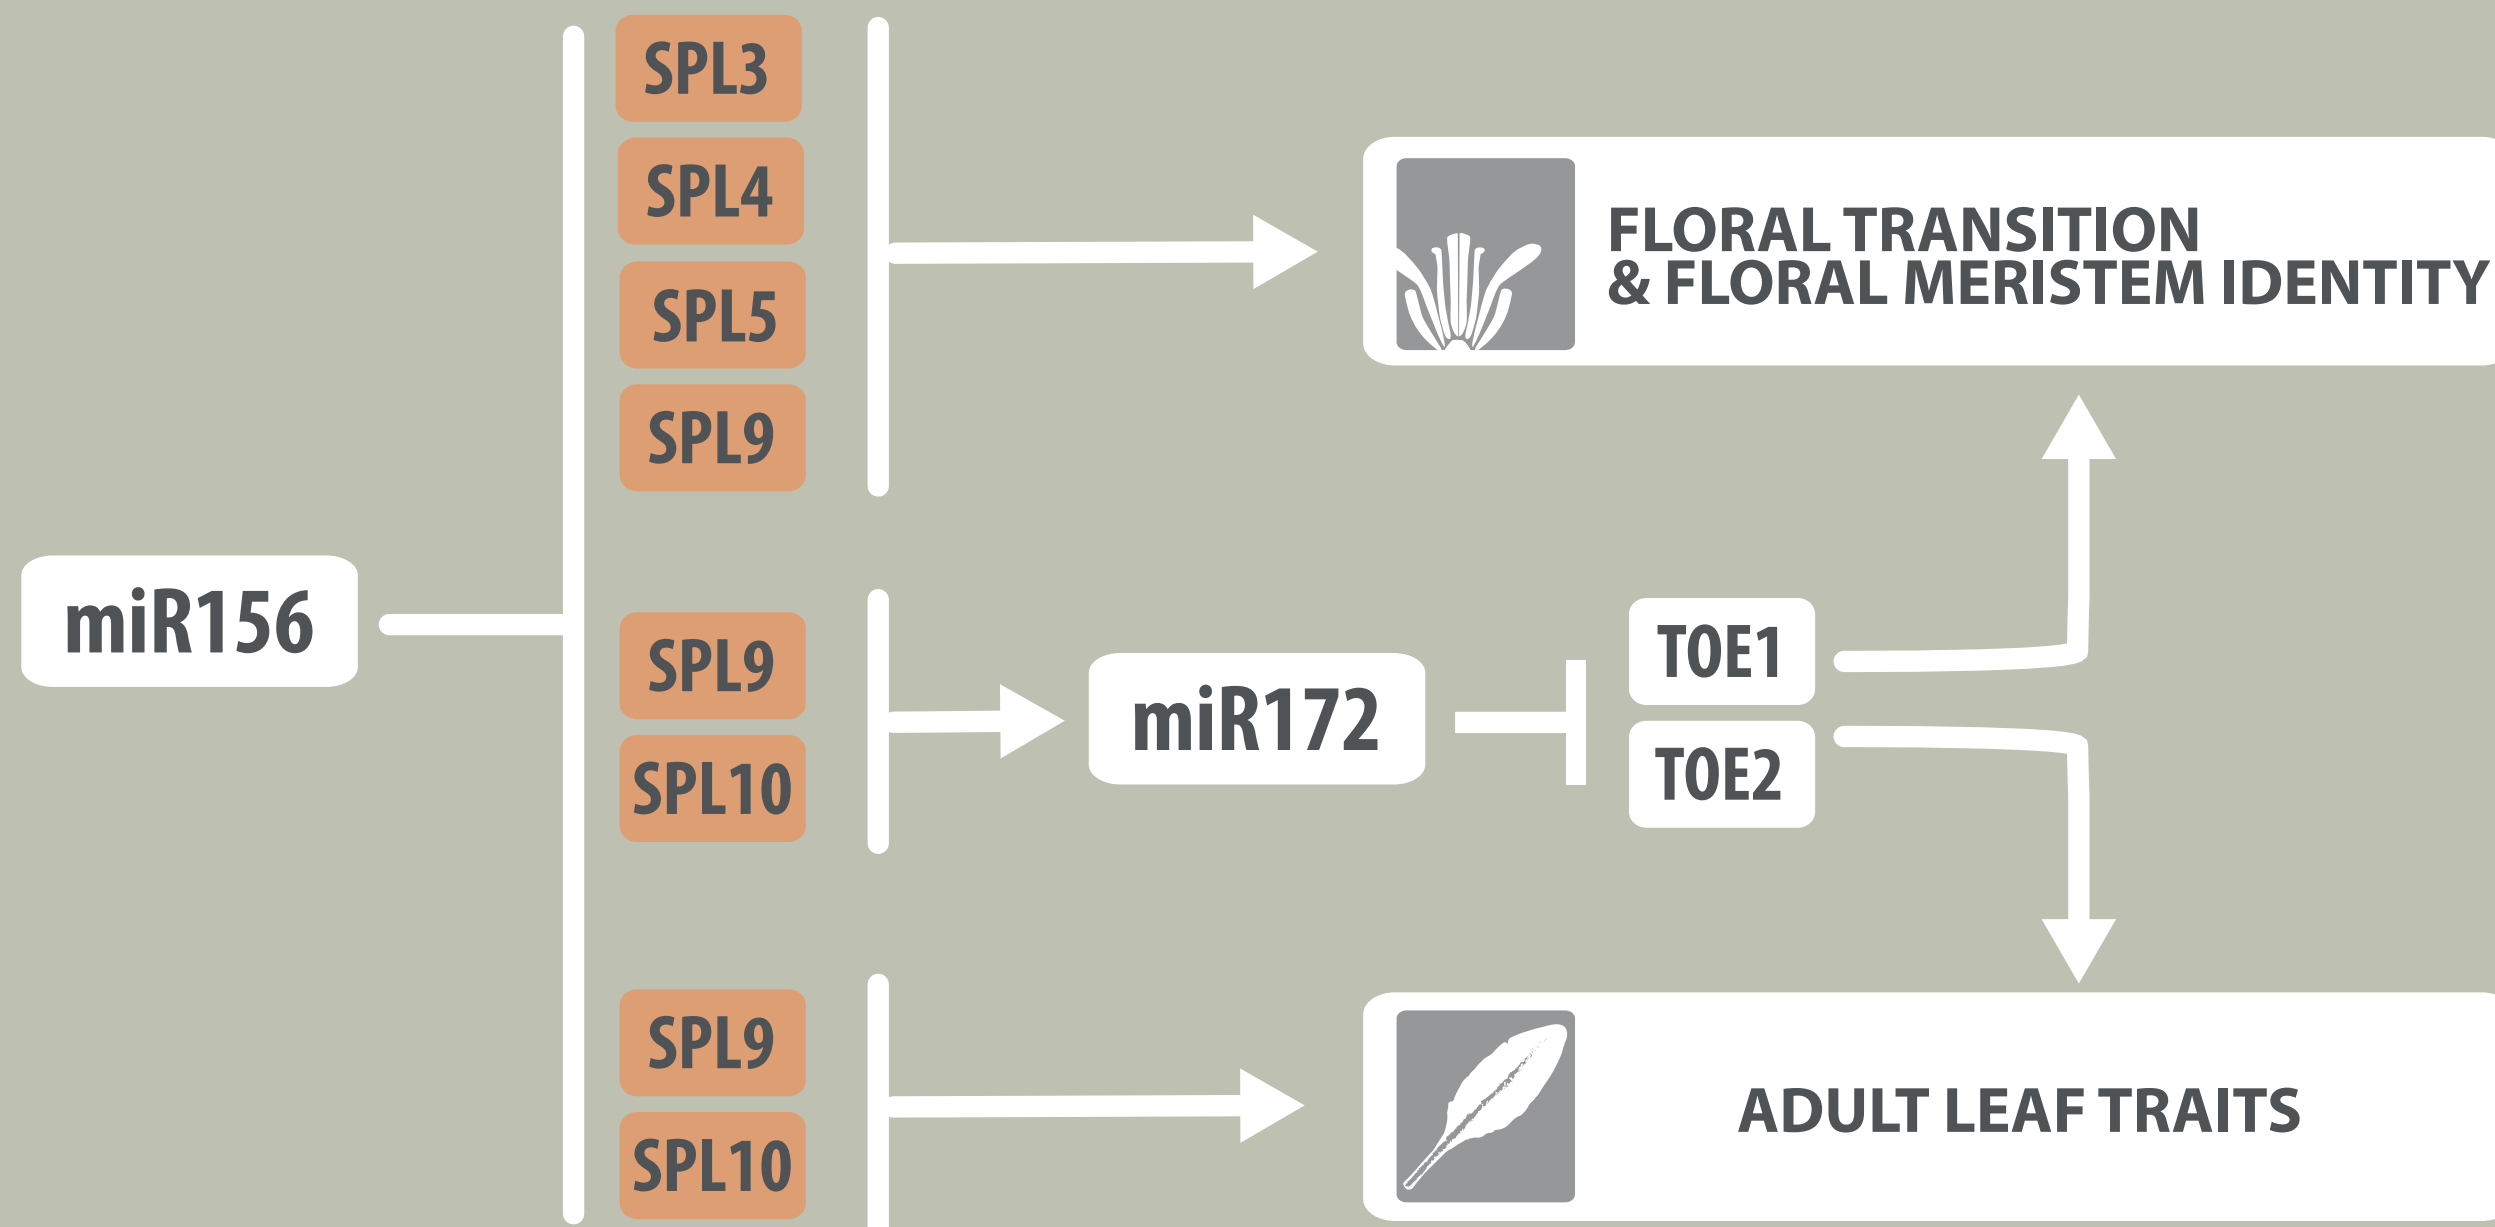 SPL3
SPL4
SPL5
SPL9
FLORAL TRANSITION
& FLORAL MERISTEM IDENTITY
miR156
SPL9
SPL10
miR172
TOE1
TOE2
SPL9
SPL10
ADULT LEAF TRAITS